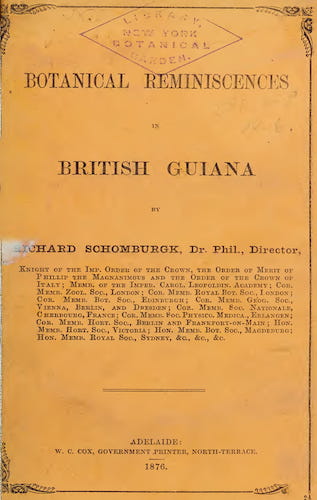 LIBRARY
NEW YORK
BOTANICAL
GARDEN.
BOTANICAL REMINISCENCES
IN
BRITISH GUIANA
BY
RICHARD SCHOMBURGK, Dr. Phil., Director,
Knight of the Imp. Order of the Crown, the Order of Merit of
Phillip the Magnanimous and the Order of the Crown of
Italy; Memb. of the Imper. Carol. Leopoldin. Academy; Cor.
Memb. Zool. Soc., London; Cor. Memb. Royal Bot. Soc., London;
Cor. Memb. Bot. Soc., Edinburgh; Cor. Memb. Geog. Soc.,
Vienna, Berlin, and Dresden; Cor. Memb. Soc. Nationale,
Cherbourg, France; Cor. Memb. Soc. Physico. Medica., Erlangen;
Cor. Memb. Hort. Soc., Berlin and Frankfort-on-Main; Hon.
Memb. Hort. Soc., Victoria; Hon. Memb. Bot. Soc., Magdeburg;
Hon. Memb. Royal Soc., Sydney, &c., &c., &c.
ADELAIDE:
W. C. COX, GOVERNMENT PRINTER, NORTH-TERRACE.
1876.